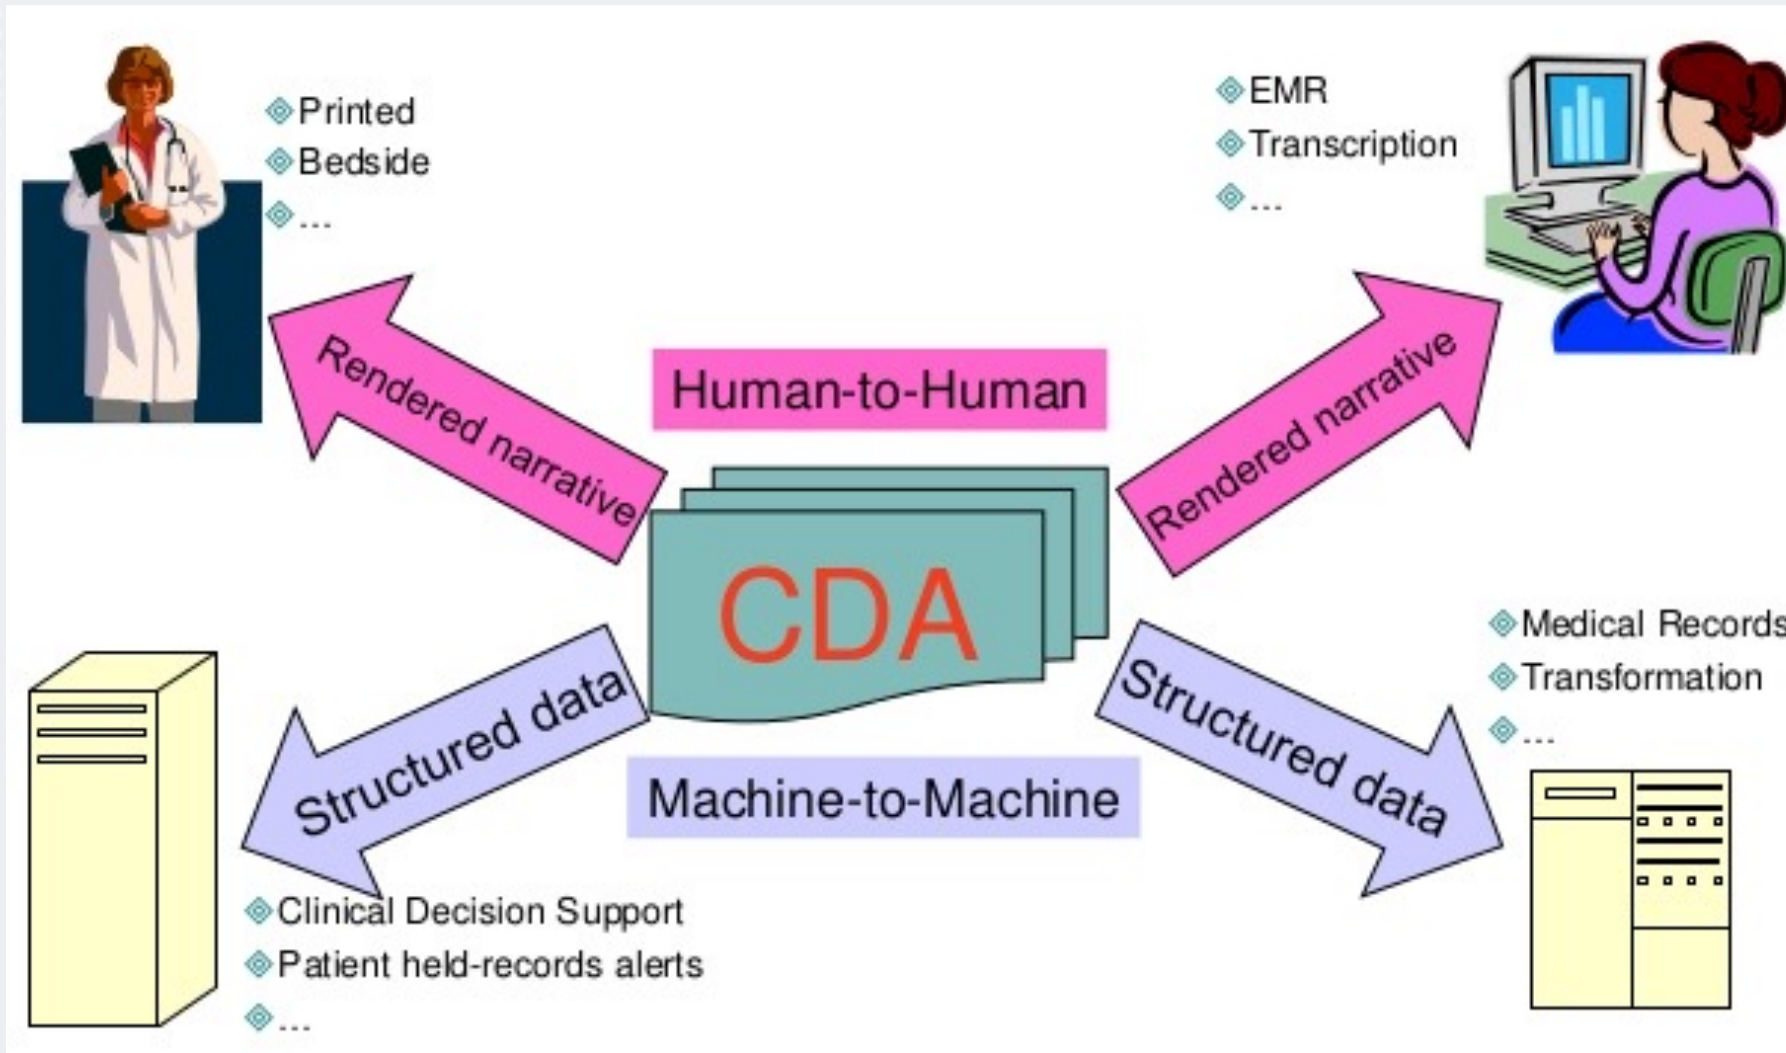 Printed
Bedside
...
EMR
Transcription
...
Rendered narrative
Human-to-Human
Rendered narrative
CDA
Structured data
Machine-to-Machine
Structured data
Medical Records
Transformation
...
Clinical Decision Support
Patient held-records alerts
...